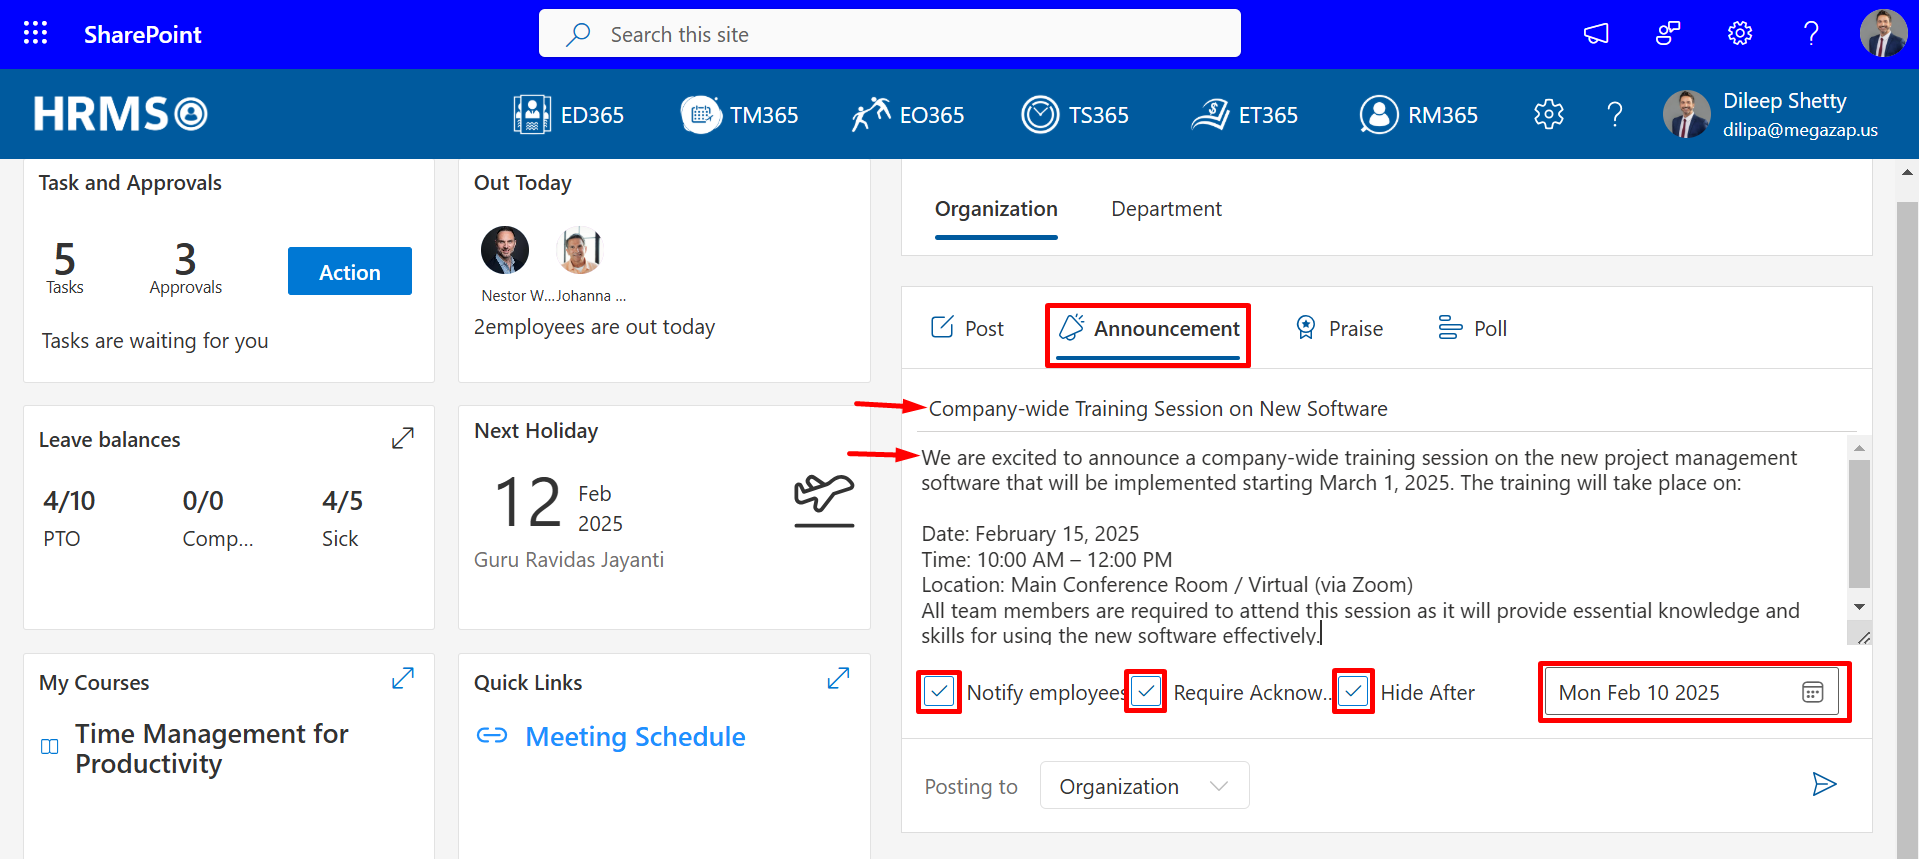 SharePoint
Search this site
HRMS
ED365
TM365
EO365
TS365
ET365
RM365
Dileep Shetty
dilipa@megazap.us
Task and Approvals
5
Tasks
3
Approvals
Action
Tasks are waiting for you
Out Today
Nestor W...
Johanna ...
2employees are out today
Organization
Department
Post
Announcement
Praise
Poll
Company-wide Training Session on New Software
We are excited to announce a company-wide training session on the new project management
software that will be implemented starting March 1, 2025. The training will take place on:
Date: February 15, 2025
Time: 10:00 AM – 12:00 PM
Location: Main Conference Room / Virtual (via Zoom)
All team members are required to attend this session as it will provide essential knowledge and
skills for using the new software effectively.
Notify employees
Require Acknow...
Hide After
Mon Feb 10 2025
Posting to
Organization
Leave balances
4/10
PTO
0/0
Comp...
4/5
Sick
Next Holiday
12
Feb
2025
Guru Ravidas Jayanti
My Courses
Time Management for
Productivity
Quick Links
Meeting Schedule